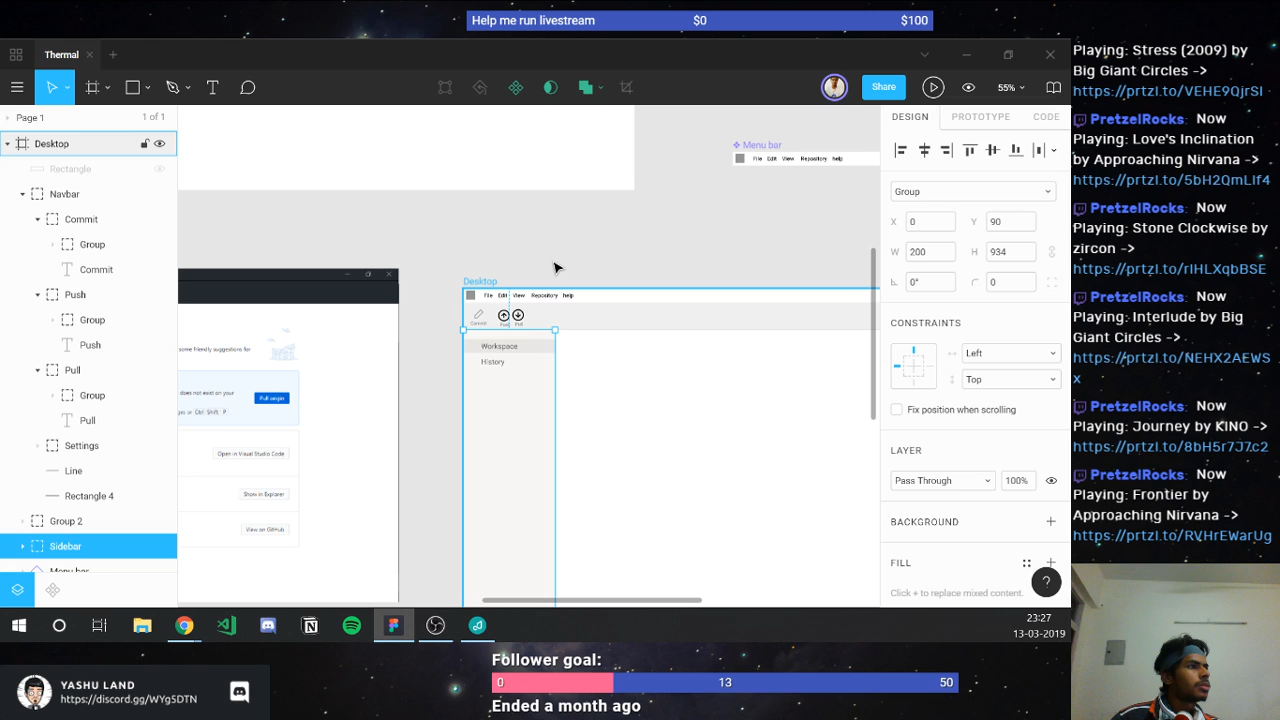 Help me run livestream $0 $100
Thermal
55%
Share
Page 1 1 of 1
Desktop
Rectangle
Navbar
Commit
Group
Commit
Push
Group
Push
Pull
Group
Pull
Settings
Line
Rectangle 4
Group 2
Sidebar
Menu bar
some friendly suggestions for
does not exist on your
Pull origin
or Ctrl Shift P
Open in Visual Studio Code
Show in Explorer
View on GitHub
Menu bar
File Edit View Repository help
Desktop
File Edit View Repository help
Commit Push Pull
Workspace
History
DESIGN PROTOTYPE CODE
Group
X 0 Y 90
W 200 H 934
0° 0
CONSTRAINTS
Left
Top
Fix position when scrolling
LAYER
Pass Through 100%
BACKGROUND
FILL
Click + to replace mixed content.
?
23:27
13-03-2019
Playing: Stress (2009) by
Big Giant Circles ->
https://prtzl.to/VEHE9QjrSI
PretzelRocks: Now
Playing: Love's Inclination
by Approaching Nirvana ->
https://prtzl.to/5bH2QmLIf4
PretzelRocks: Now
Playing: Stone Clockwise by
zircon ->
https://prtzl.to/rIHLXqbBSE
PretzelRocks: Now
Playing: Interlude by Big
Giant Circles ->
https://prtzl.to/NEHX2AEWS
x
PretzelRocks: Now
Playing: Journey by KINO ->
https://prtzl.to/8bH5r7J7c2
PretzelRocks: Now
Playing: Frontier by
Approaching Nirvana ->
https://prtzl.to/RVHrEWarUg
YASHU LAND
https://discord.gg/WYg5DTN
Follower goal:
0 13 50
Ended a month ago